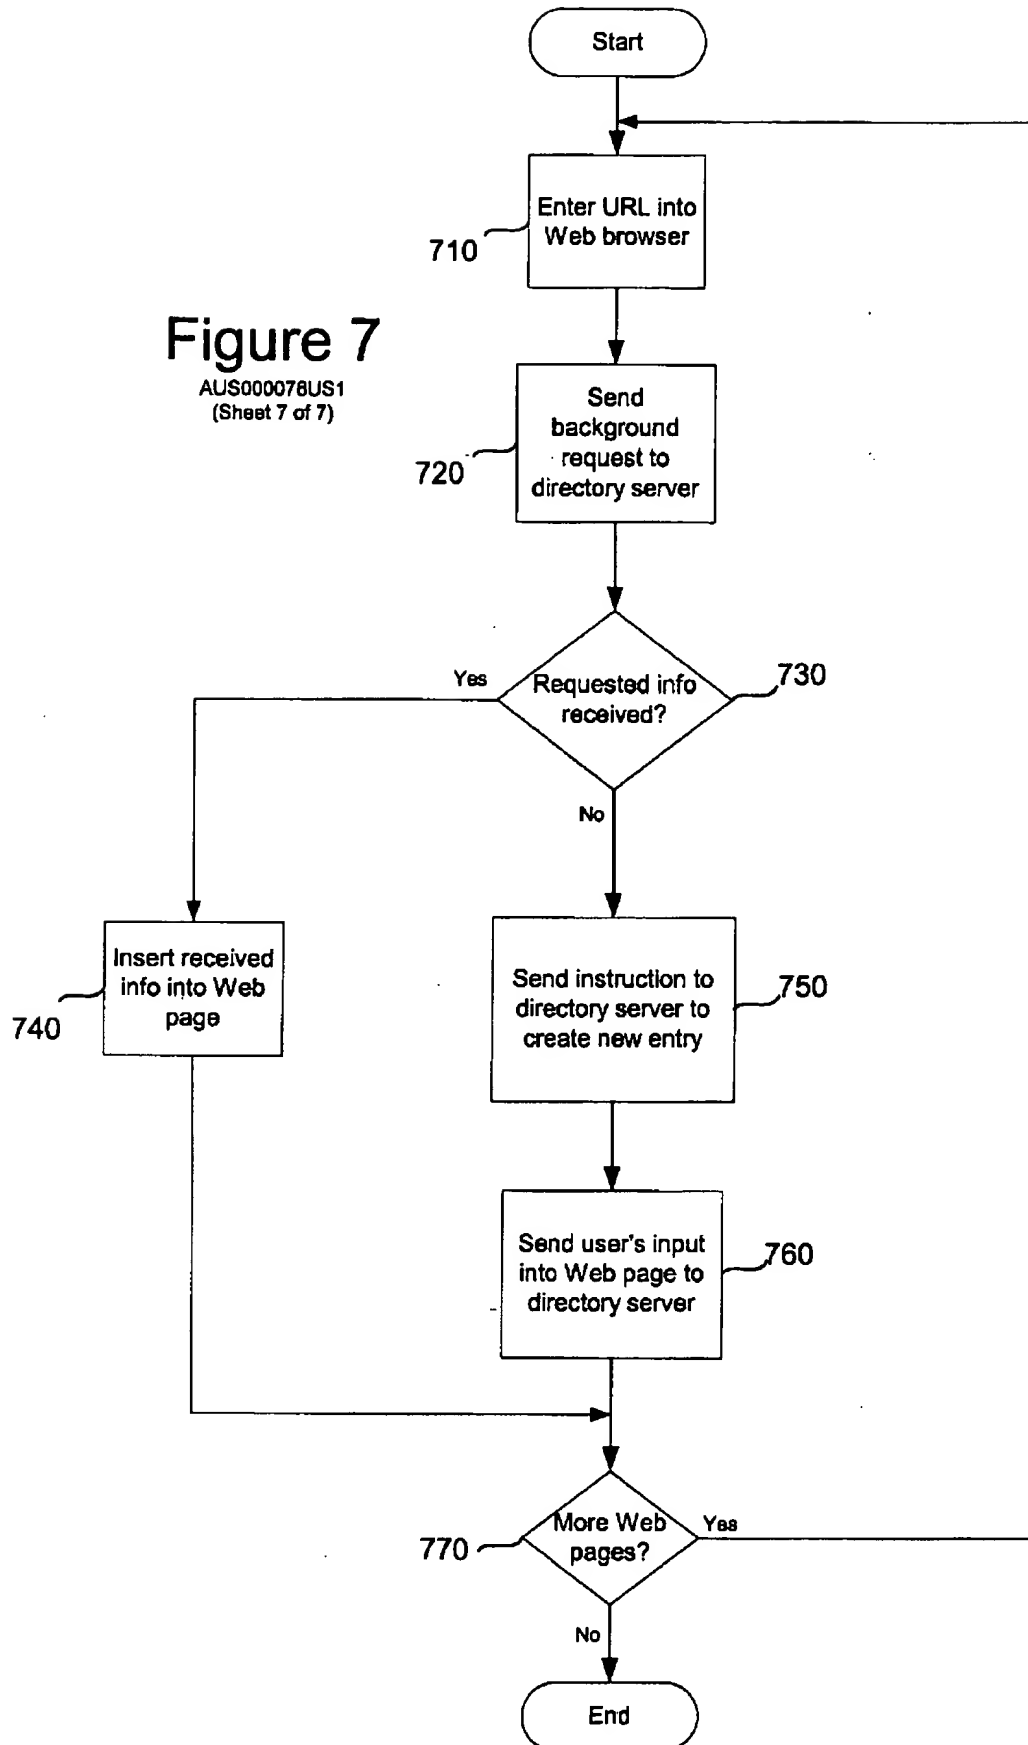 Start
Enter URL into
Web browser
710
Figure 7
AUS000078US1
(Sheet 7 of 7)
Send
background
request to
directory server
720
Yes
Requested info
received?
730
No
Insert received
info into Web
page
740
Send instruction to
directory server to
create new entry
750
Send user's input
into Web page to
directory server
760
More Web
pages?
Yes
770
No
End